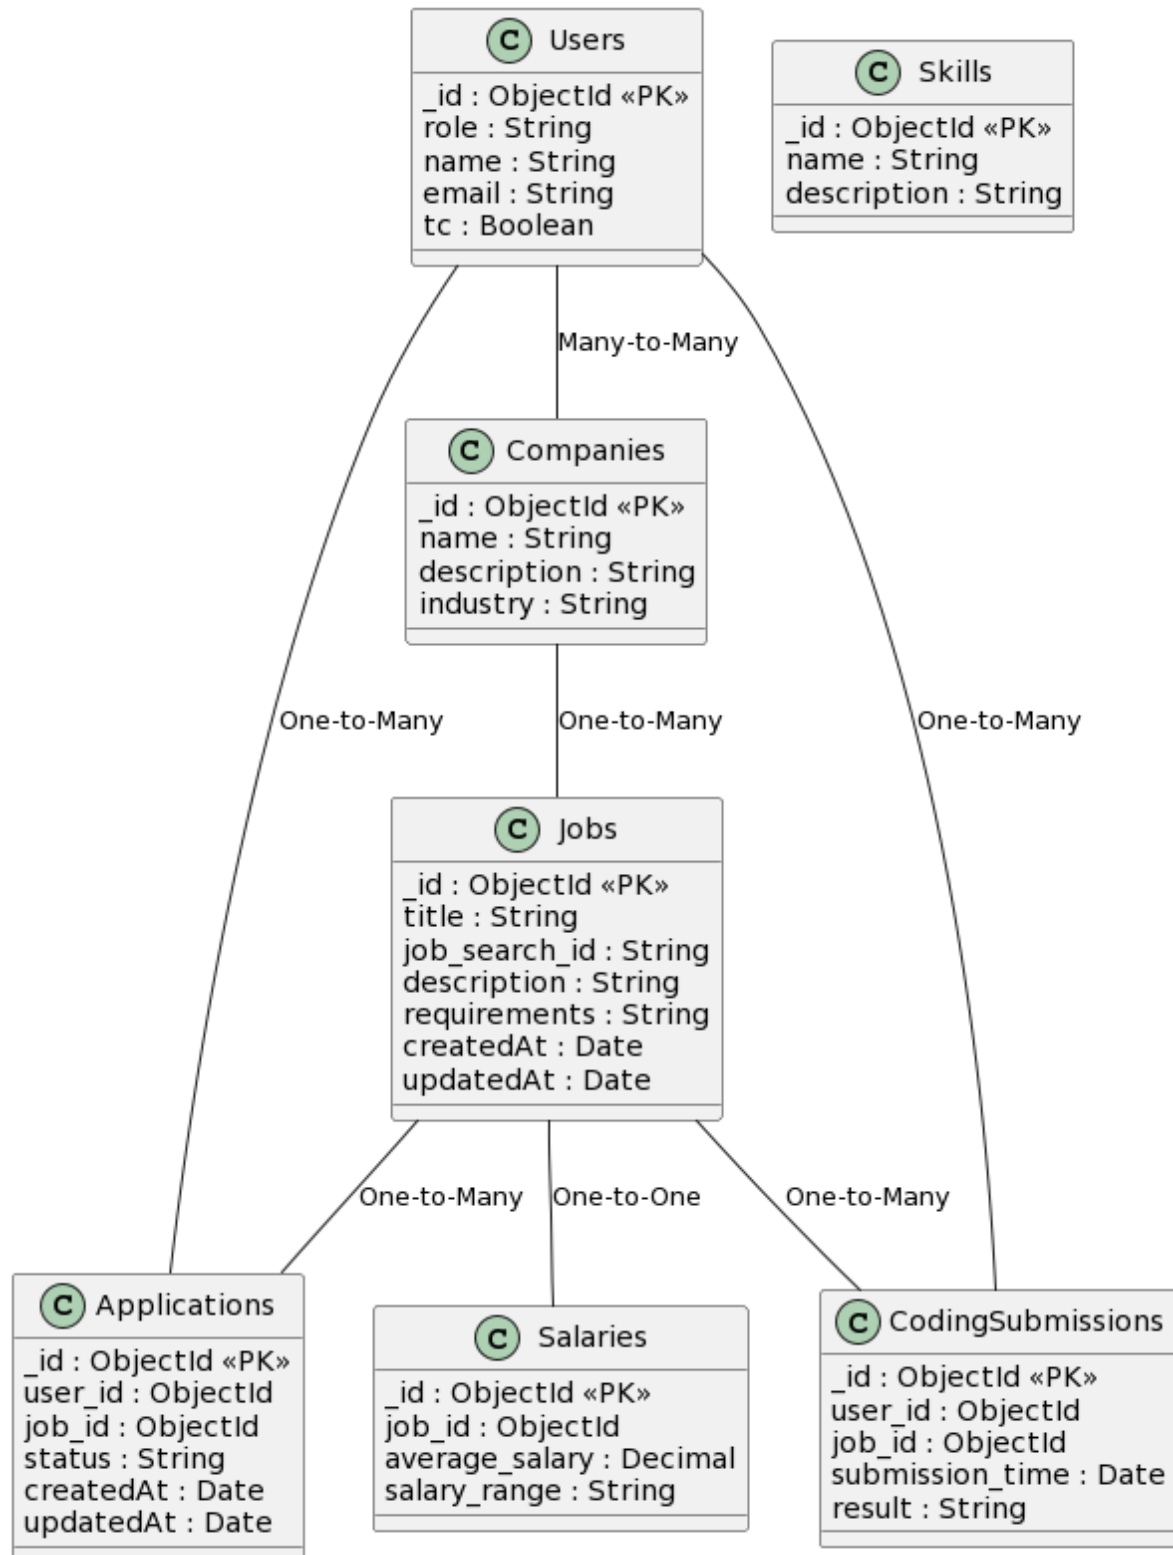 C Users
_id : ObjectId «PK»
role : String
name : String
email : String
tc : Boolean
C Skills
_id : ObjectId «PK»
name : String
description : String
Many-to-Many
C Companies
_id : ObjectId «PK»
name : String
description : String
industry : String
One-to-Many
One-to-Many
One-to-Many
C Jobs
_id : ObjectId «PK»
title : String
job_search_id : String
description : String
requirements : String
createdAt : Date
updatedAt : Date
One-to-Many
One-to-One
One-to-Many
C Applications
_id : ObjectId «PK»
user_id : ObjectId
job_id : ObjectId
status : String
createdAt : Date
updatedAt : Date
C Salaries
_id : ObjectId «PK»
job_id : ObjectId
average_salary : Decimal
salary_range : String
C CodingSubmissions
_id : ObjectId «PK»
user_id : ObjectId
job_id : ObjectId
submission_time : Date
result : String